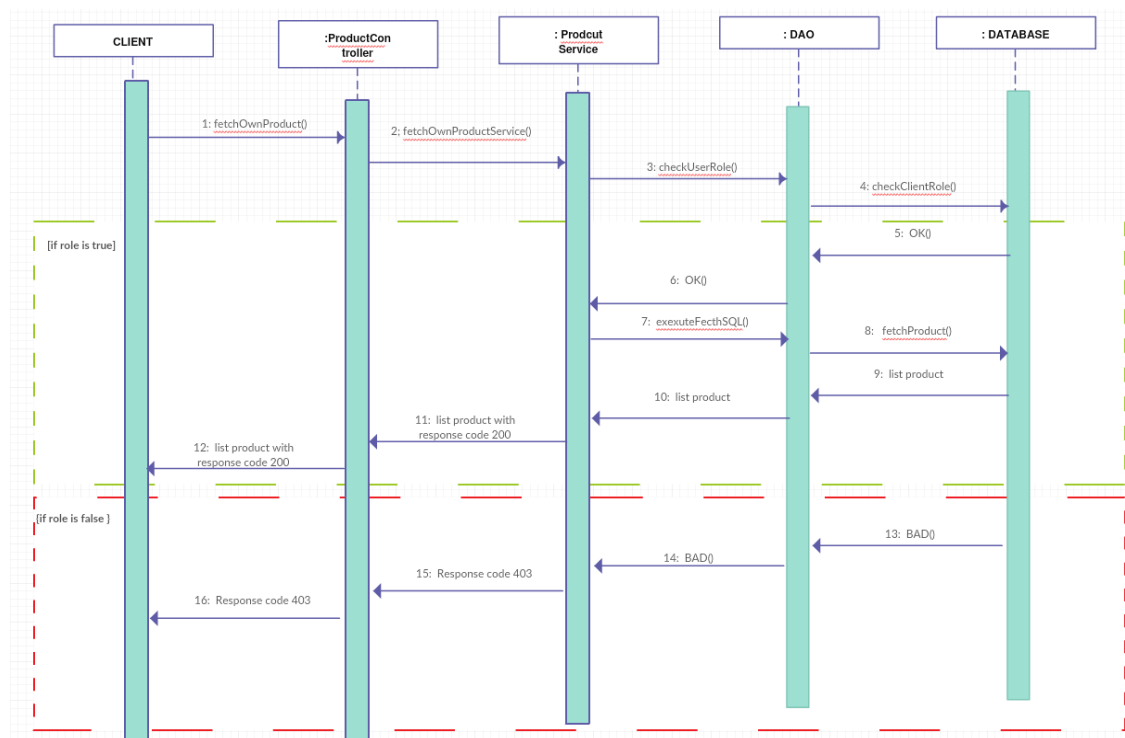 CLIENT
:ProductCon
troller
: Prodcut
Service
: DAO
: DATABASE
1: fetchOwnProduct()
2; fetchOwnProductService()
3: checkUserRole()
4: checkClientRole()
[if role is true]
5: OK()
6: OK()
7: exexuteFecthSQL()
8: fetchProduct()
9: list product
10: list product
11: list product with
response code 200
12: list product with
response code 200
{if role is false }
13: BAD()
14: BAD()
15: Response code 403
16: Response code 403